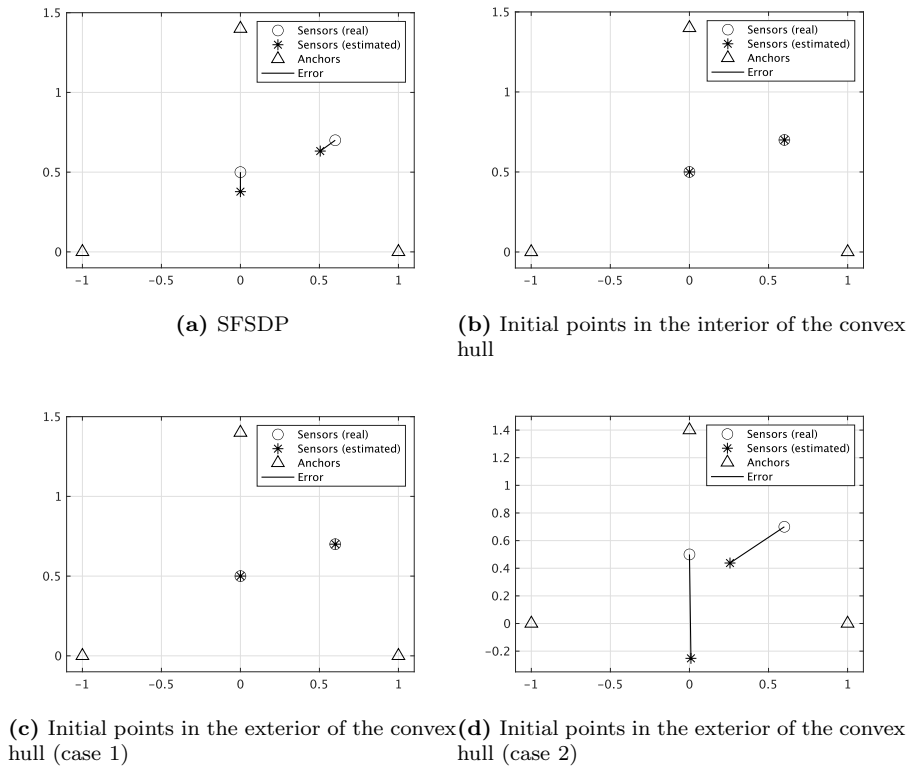 1.5
1
0.5
0
−1
−0.5
0
0.5
1
Sensors (real)
Sensors (estimated)
Anchors
Error
(a) SFSDP
1.5
1
0.5
0
−1
−0.5
0
0.5
1
Sensors (real)
Sensors (estimated)
Anchors
Error
(b) Initial points in the interior of the convex
hull
1.5
1
0.5
0
−1
−0.5
0
0.5
1
Sensors (real)
Sensors (estimated)
Anchors
Error
(c) Initial points in the exterior of the convex
hull (case 1)
1.4
1.2
1
0.8
0.6
0.4
0.2
0
−0.2
−1
−0.5
0
0.5
1
Sensors (real)
Sensors (estimated)
Anchors
Error
(d) Initial points in the exterior of the convex
hull (case 2)